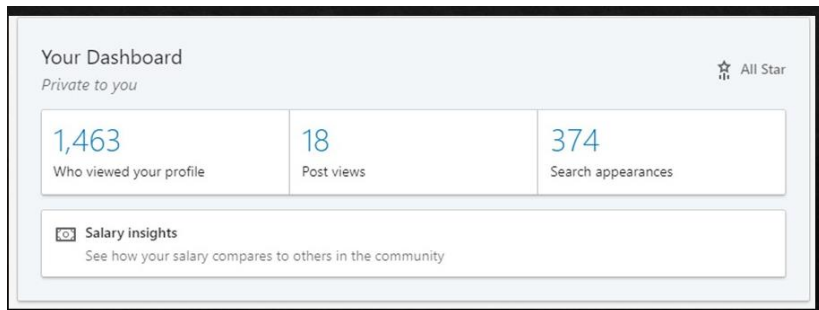 Your Dashboard
Private to you
All Star
1,463
Who viewed your profile
18
Post views
374
Search appearances
Salary insights
See how your salary compares to others in the community